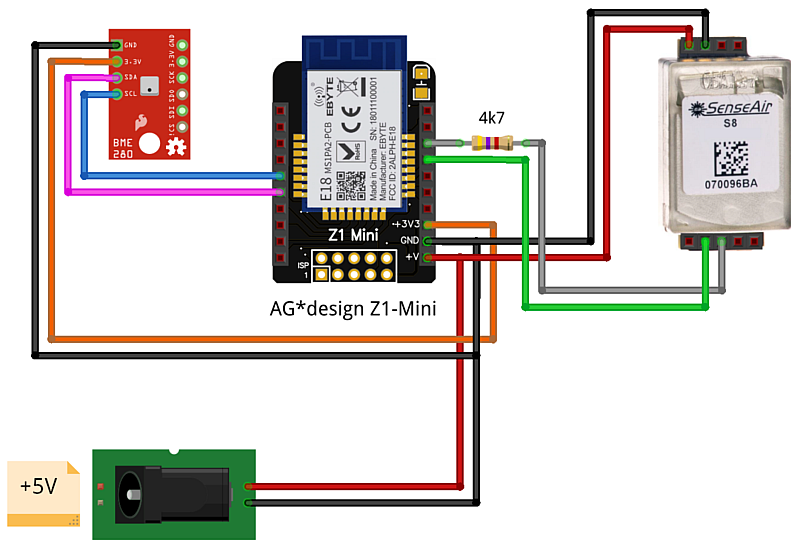 GND
3.3V
SDA
SCL
GND
3.3V
SCK
SDO
SDI
!CS
BME
280
EBYTE
E18 MS1PA2-PCB
CE
RoHS
SN: 18011100001
Manufacturer: EBYTE
Made in China
FCC ID: 2ALPH-E18
+3V3
GND
+V
Z1 Mini
ISP
1
AG*design Z1-Mini
4k7
SenseAir
S8
070096BA
+5V